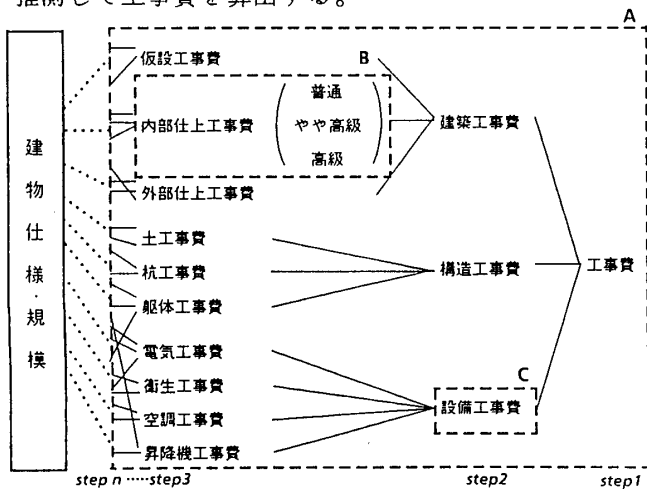 推測して工事費を算出する。
A
仮設工事費
B
普通
内部仕上工事費
やや高級
建築工事費
高級
外部仕上工事費
建物仕様・規模
土工事費
杭工事費
構造工事費
工事費
躯体工事費
電気工事費
C
衛生工事費
設備工事費
空調工事費
昇降機工事費
step n ‥‥‥step3
step2
step1